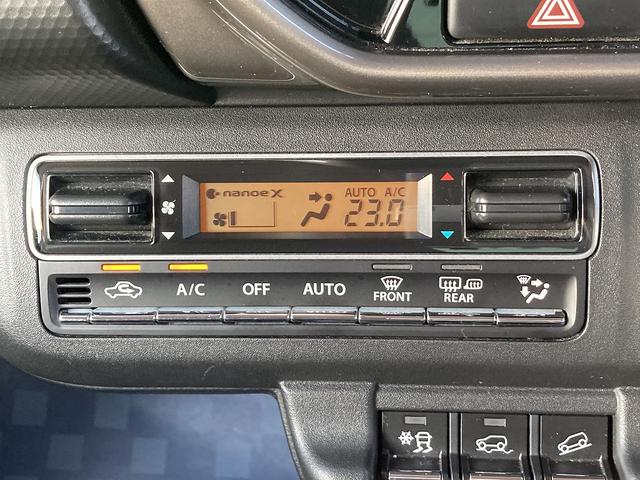 nanoeX AUTO A/C
23.0
A/C OFF AUTO FRONT REAR